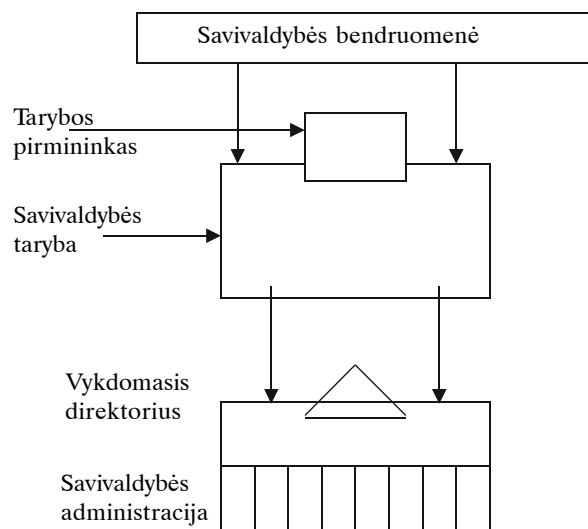 Savivaldybės bendruomenė
Tarybos
pirmininkas
Savivaldybės
taryba
Vykdomasis
direktorius
Savivaldybės
administracija